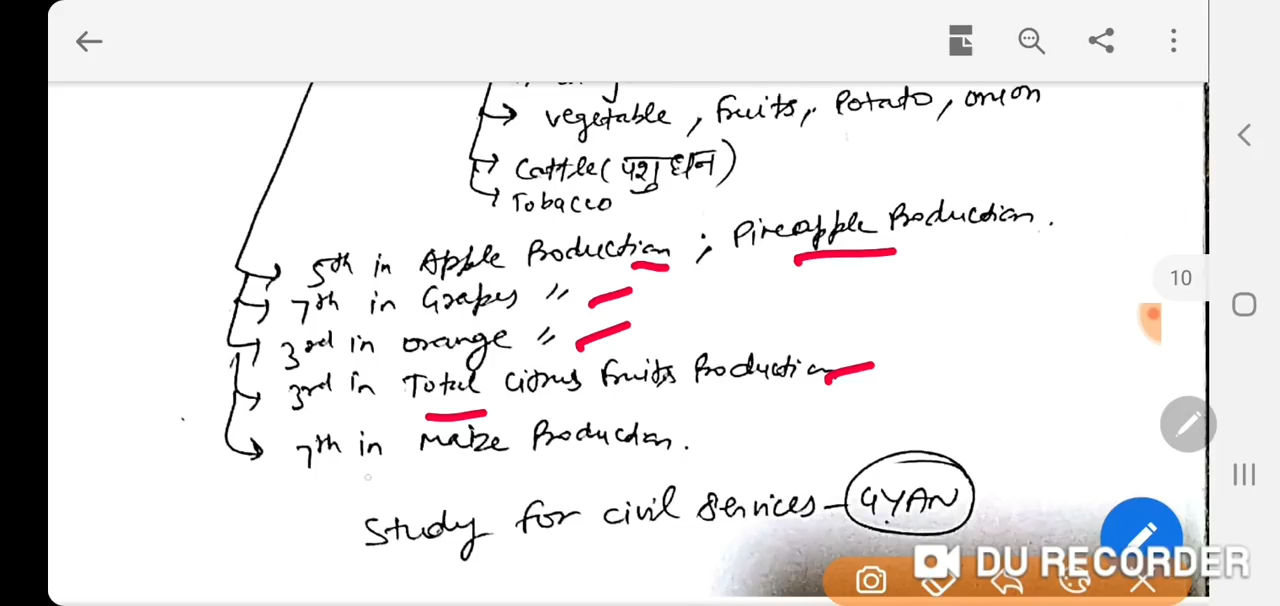 → vegetable, fruits, Potato, onion
→ Cattle (पशुधन)
→ Tobacco
→ 5th in Apple Production ; Pineapple Production.
→ 7th in Grapes "
→ 3rd in orange "
→ 3rd in Total Citrus fruits Production
→ 7th in Maize Production.
Study for civil services - GYAN
10
DU RECORDER